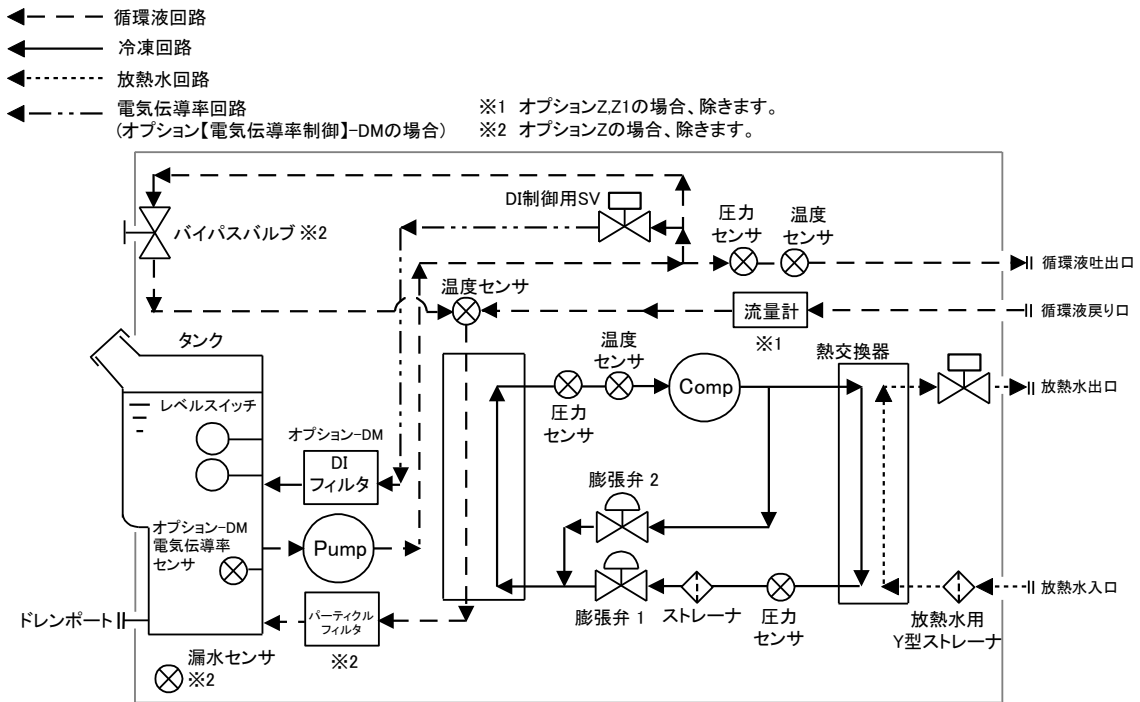 循環液回路
冷凍回路
放熱水回路
電気伝導率回路
(オプション【電気伝導率制御】-DMの場合)
※1 オプションZ,Z1の場合、除きます。
※2 オプションZの場合、除きます。
DI制御用SV
バイパスバルブ ※2
圧力
センサ
温度
センサ
循環液吐出口
温度センサ
流量計
※1
循環液戻り口
タンク
レベルスイッチ
温度
センサ
Comp
圧力
センサ
熱交換器
放熱水出口
オプション-DM
DI
フィルタ
膨張弁 2
オプション-DM
電気伝導率
センサ
Pump
膨張弁 1
ストレーナ
圧力
センサ
放熱水入口
放熱水用
Y型ストレーナ
ドレンポート
パーティクル
フィルタ
※2
漏水センサ
※2